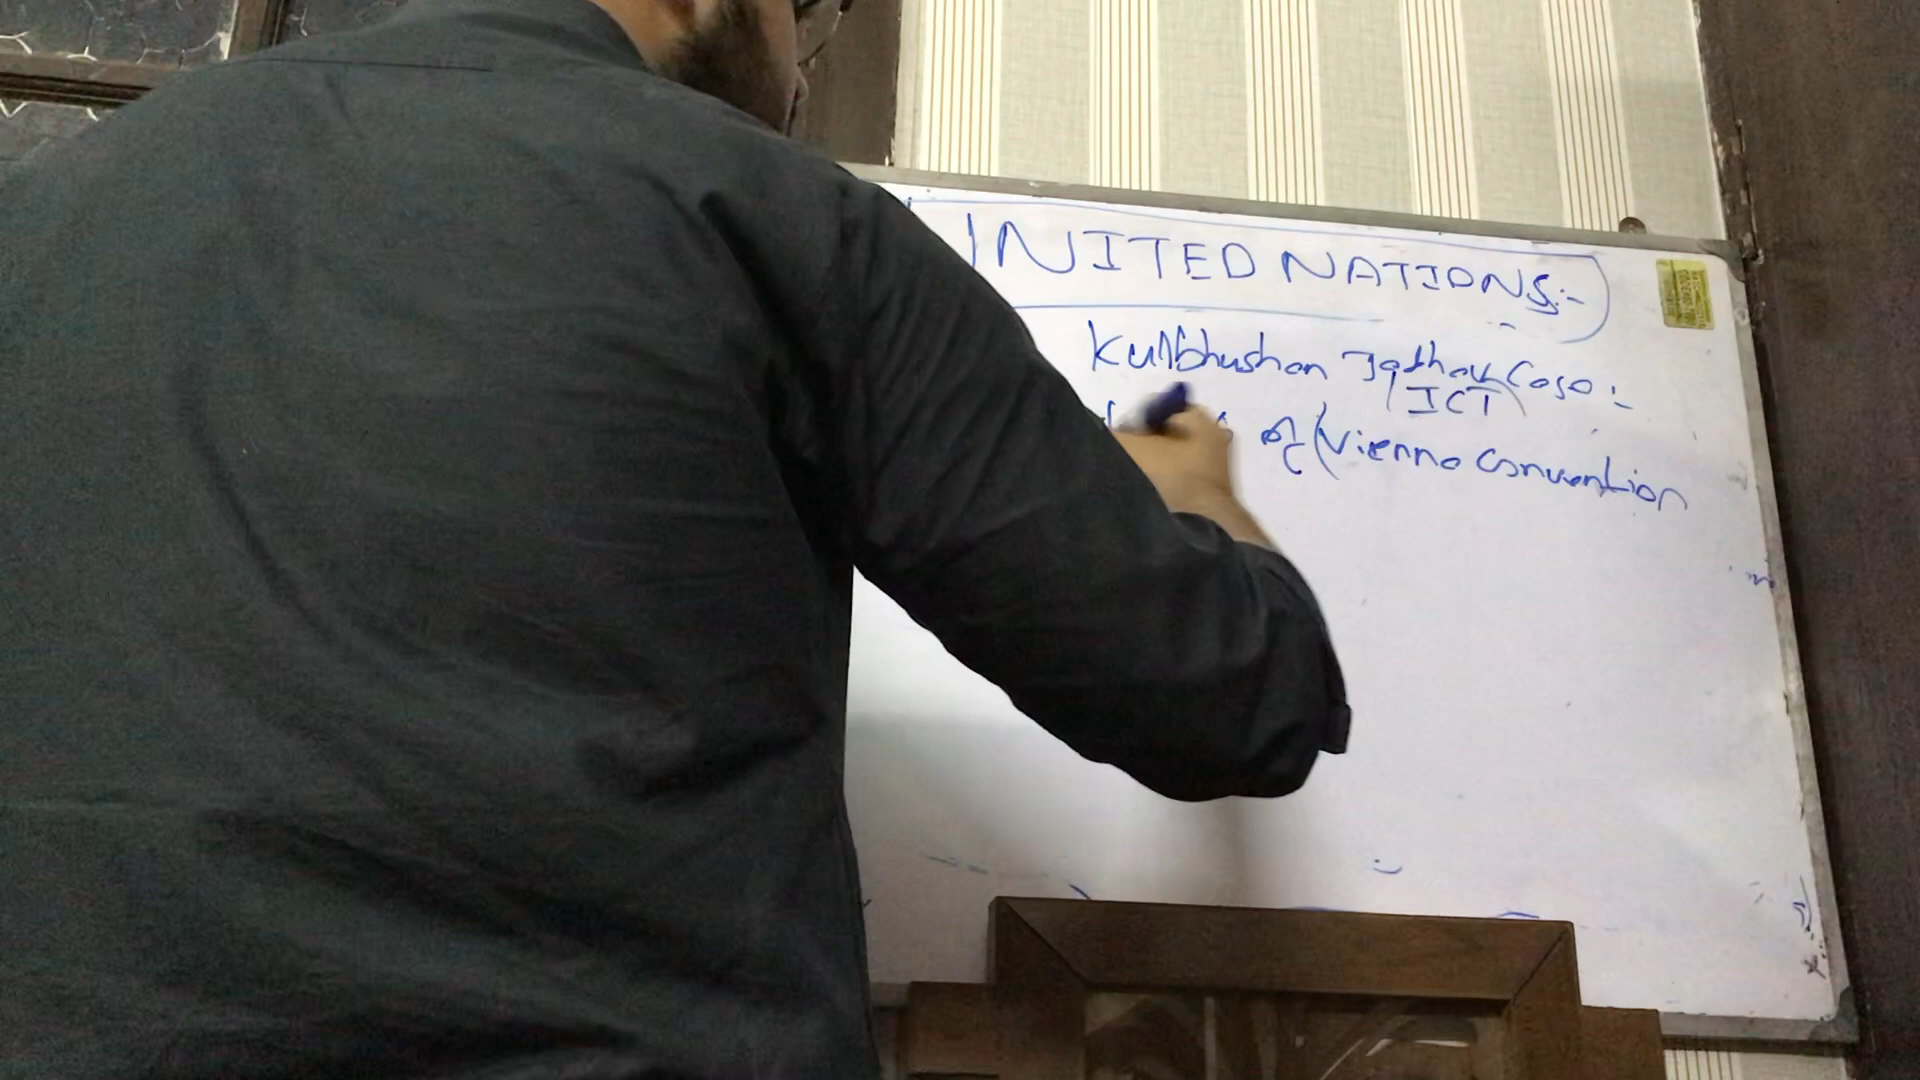 UNITED NATIONS:-
Kulbhushan Jadhav Case:-
ICT
of Vienna Convention